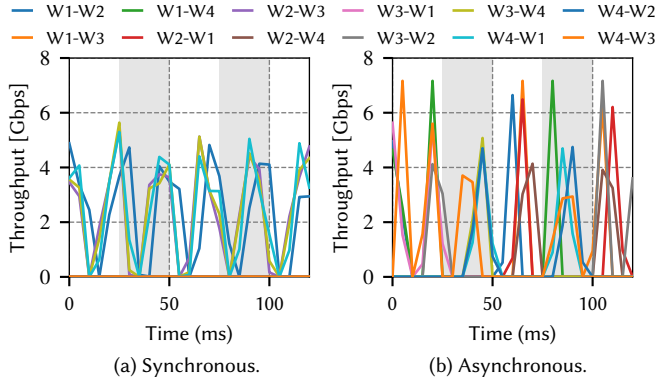 W1-W2 W1-W4 W2-W3 W3-W1 W3-W4 W4-W2
W1-W3 W2-W1 W2-W4 W3-W2 W4-W1 W4-W3
Throughput [Gbps]
8
6
4
2
0
0 50 100
Time (ms)
(a) Synchronous.
Throughput [Gbps]
8
6
4
2
0
0 50 100
Time (ms)
(b) Asynchronous.